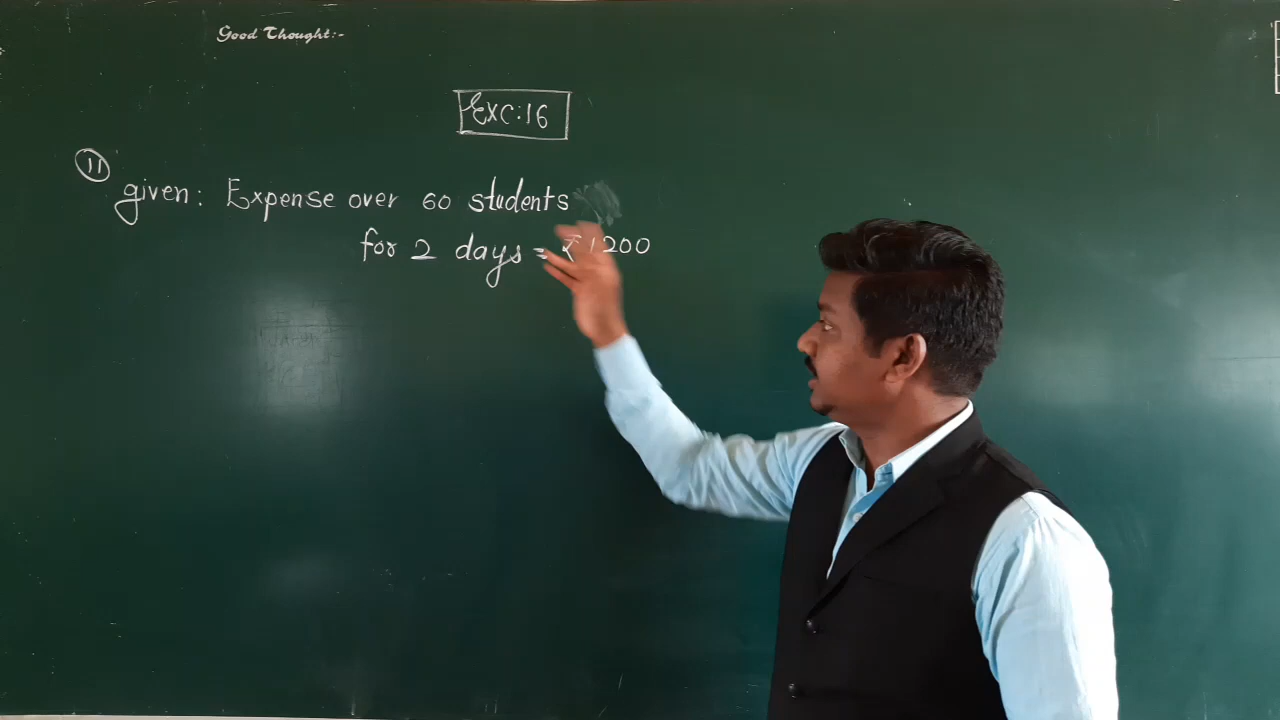 Good Thought:-
Exc:16
11
given: Expense over 60 students
for 2 days = ₹1200